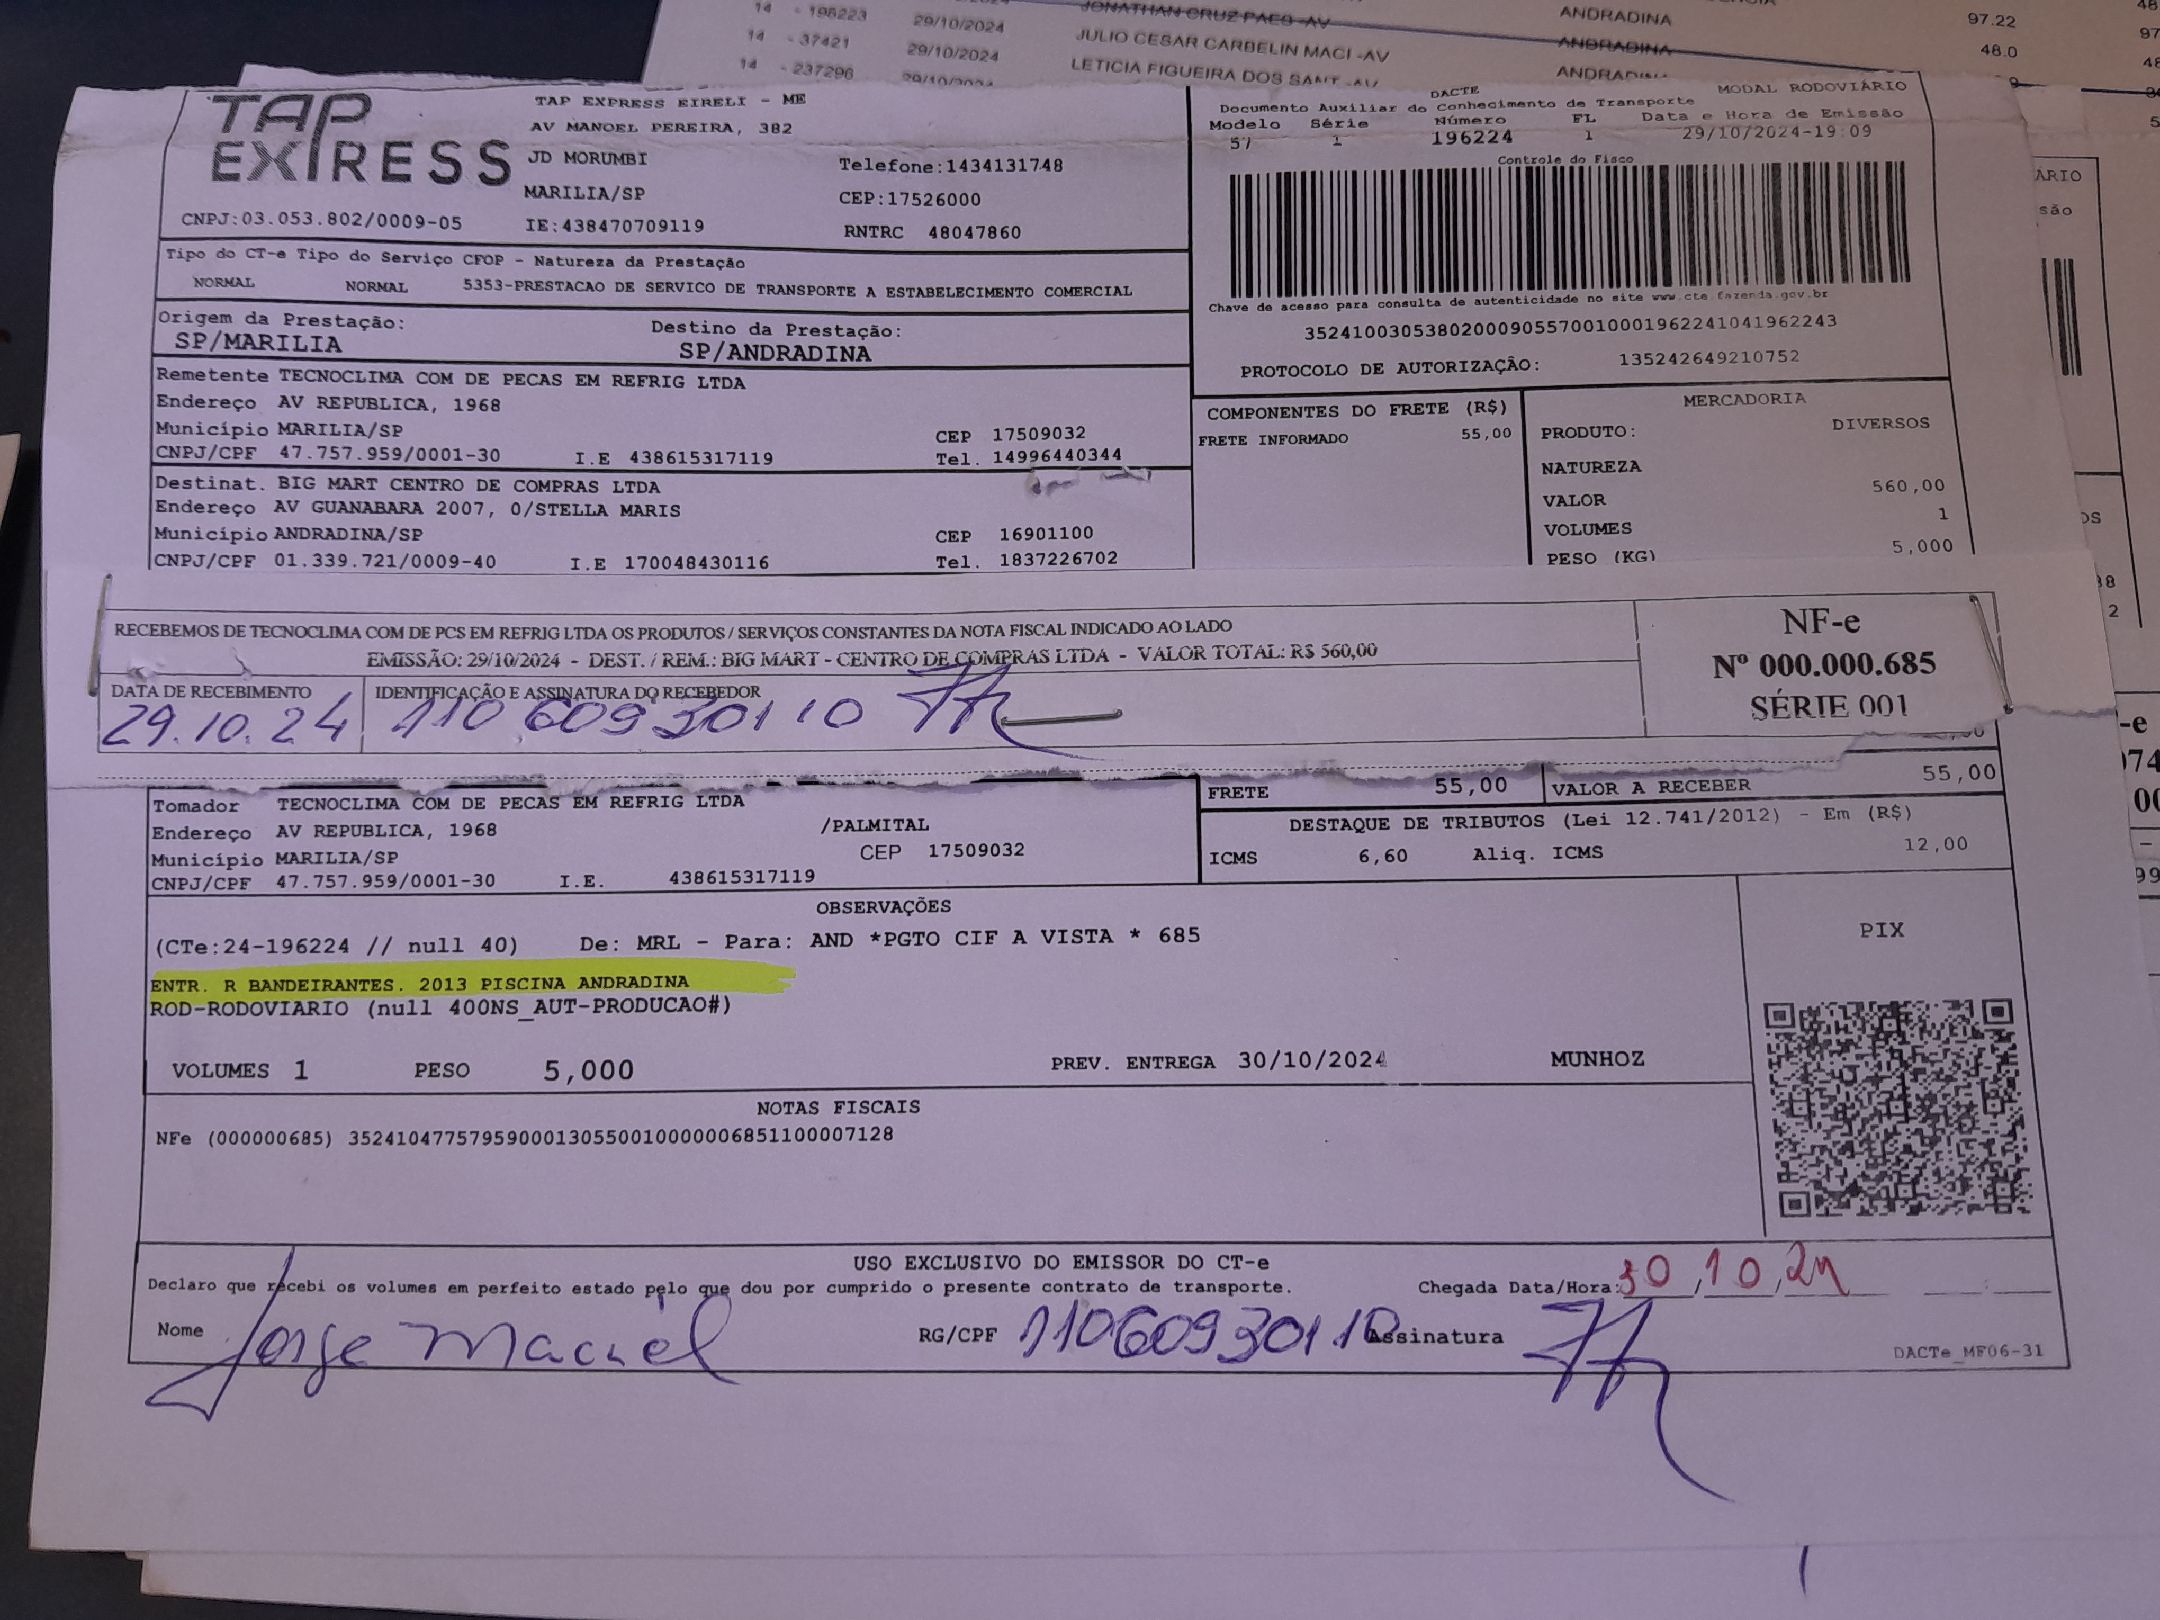 14 - 198223 29/10/2024 JONATHAN CRUZ PAES -AV ANDRADINA 97.22
14 - 37421 29/10/2024 JULIO CESAR CARBELIN MACI -AV ANDRADINA 48.0
14 - 237296 29/10/2024 LETICIA FIGUEIRA DOS SANT -AV ANDRADINA
TAP EXPRESS
TAP EXPRESS EIRELI - ME
AV MANOEL PEREIRA, 382
JD MORUMBI Telefone:1434131748
MARILIA/SP CEP:17526000
CNPJ:03.053.802/0009-05 IE:438470709119 RNTRC 48047860
DACTE MODAL RODOVIÁRIO
Documento Auxiliar do Conhecimento de Transporte
Modelo Série Número FL Data e Hora de Emissão
57 1 196224 1 29/10/2024-19:09
Controle do Fisco
Chave de acesso para consulta de autenticidade no site www.cte.fazenda.gov.br
35241003053802000905570010001962241041962243
PROTOCOLO DE AUTORIZAÇÃO: 135242649210752
Tipo do CT-e Tipo do Serviço CFOP - Natureza da Prestação
NORMAL NORMAL 5353-PRESTACAO DE SERVICO DE TRANSPORTE A ESTABELECIMENTO COMERCIAL
Origem da Prestação: Destino da Prestação:
SP/MARILIA SP/ANDRADINA
Remetente TECNOCLIMA COM DE PECAS EM REFRIG LTDA
Endereço AV REPUBLICA, 1968
Município MARILIA/SP CEP 17509032
CNPJ/CPF 47.757.959/0001-30 I.E 438615317119 Tel. 14996440344
Destinat. BIG MART CENTRO DE COMPRAS LTDA
Endereço AV GUANABARA 2007, 0/STELLA MARIS
Município ANDRADINA/SP CEP 16901100
CNPJ/CPF 01.339.721/0009-40 I.E 170048430116 Tel. 1837226702
COMPONENTES DO FRETE (R$)
FRETE INFORMADO 55,00
MERCADORIA
PRODUTO: DIVERSOS
NATUREZA
VALOR 560,00
VOLUMES 1
PESO (KG) 5,000
RECEBEMOS DE TECNOCLIMA COM DE PCS EM REFRIG LTDA OS PRODUTOS / SERVIÇOS CONSTANTES DA NOTA FISCAL INDICADO AO LADO
EMISSÃO: 29/10/2024 - DEST. / REM.: BIG MART - CENTRO DE COMPRAS LTDA - VALOR TOTAL: R$ 560,00
DATA DE RECEBIMENTO IDENTIFICAÇÃO E ASSINATURA DO RECEBEDOR
29.10.24 110 609 301 10
NF-e
Nº 000.000.685
SÉRIE 001
Tomador TECNOCLIMA COM DE PECAS EM REFRIG LTDA
Endereço AV REPUBLICA, 1968 /PALMITAL
Município MARILIA/SP CEP 17509032
CNPJ/CPF 47.757.959/0001-30 I.E. 438615317119
FRETE 55,00 VALOR A RECEBER 55,00
DESTAQUE DE TRIBUTOS (Lei 12.741/2012) - Em (R$)
ICMS 6,60 Aliq. ICMS 12,00
OBSERVAÇÕES
(CTe:24-196224 // null 40) De: MRL - Para: AND *PGTO CIF A VISTA * 685
ENTR. R BANDEIRANTES. 2013 PISCINA ANDRADINA
ROD-RODOVIARIO (null 400NS_AUT-PRODUCAO#)
VOLUMES 1 PESO 5,000 PREV. ENTREGA 30/10/2024 MUNHOZ
PIX
NOTAS FISCAIS
NFe (000000685) 35241047757959000130550010000006851100007128
USO EXCLUSIVO DO EMISSOR DO CT-e
Declaro que recebi os volumes em perfeito estado pelo que dou por cumprido o presente contrato de transporte. Chegada Data/Hora: 30,10,24
Nome Jorge Maciel RG/CPF 11060930110 Assinatura
DACTe_MF06-31